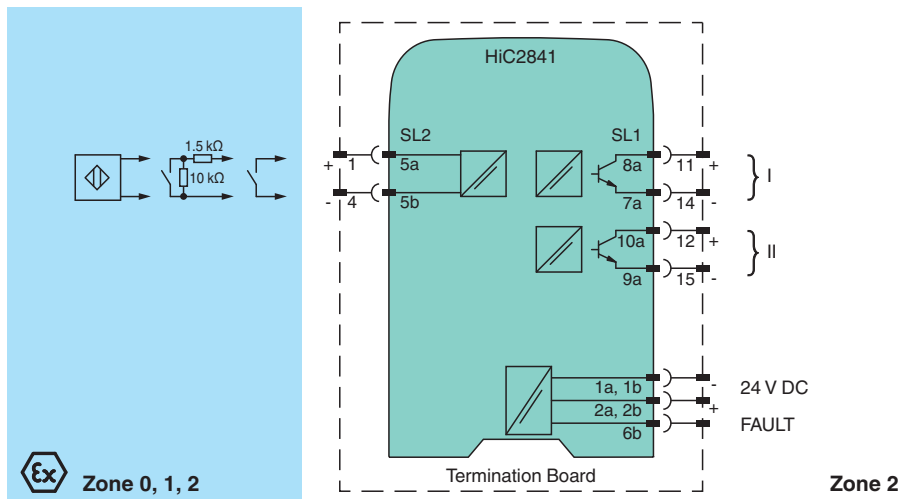 HiC2841
SL2
SL1
1.5 kΩ
10 kΩ
+ 1
5a
8a
11 +
- 4
5b
7a
14 -
I
10a
12 +
9a
15 -
II
1a, 1b
-
24 V DC
2a, 2b
+
6b
FAULT
Termination Board
Ex
Zone 0, 1, 2
Zone 2